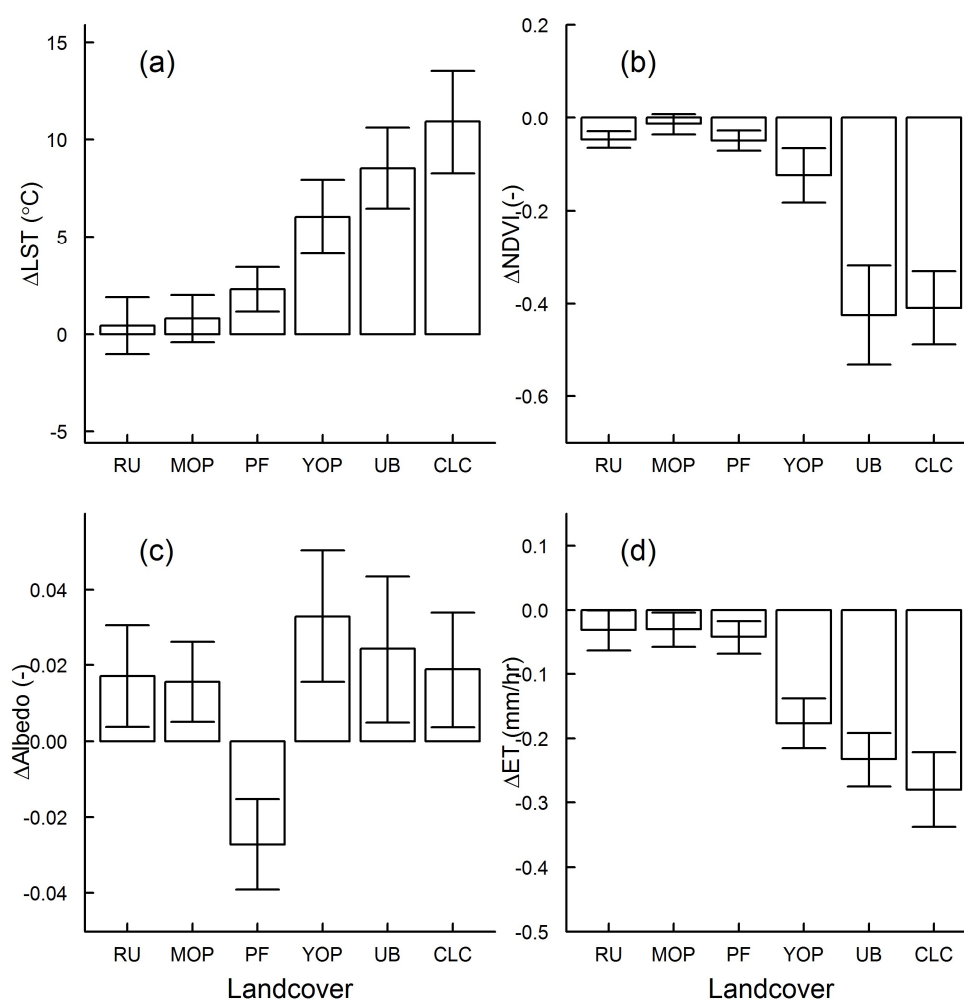 (a)
ΔLST (°C)
15
10
5
0
-5
RU MOP PF YOP UB CLC
(b)
ΔNDVI (-)
0.2
0.0
-0.2
-0.4
-0.6
RU MOP PF YOP UB CLC
(c)
ΔAlbedo (-)
0.04
0.02
0.00
-0.02
-0.04
RU MOP PF YOP UB CLC
Landcover
(d)
ΔET (mm/hr)
0.1
0.0
-0.1
-0.2
-0.3
-0.4
-0.5
RU MOP PF YOP UB CLC
Landcover